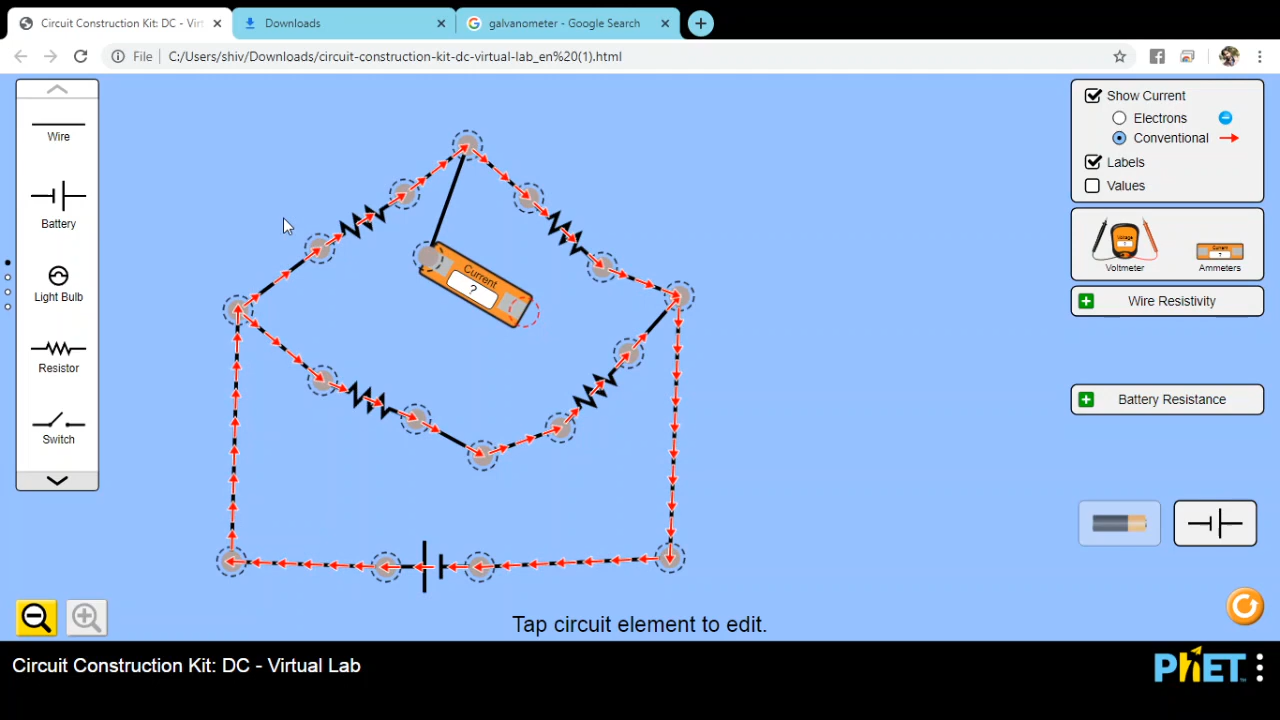 Circuit Construction Kit: DC - Virt
Downloads
galvanometer - Google Search
File
C:/Users/shiv/Downloads/circuit-construction-kit-dc-virtual-lab_en%20(1).html
Wire
Battery
Light Bulb
Resistor
Switch
Current
?
Show Current
Electrons
Conventional
Labels
Values
Voltage
?
Voltmeter
Current
?
Ammeters
Wire Resistivity
Battery Resistance
Tap circuit element to edit.
Circuit Construction Kit: DC - Virtual Lab
PhET